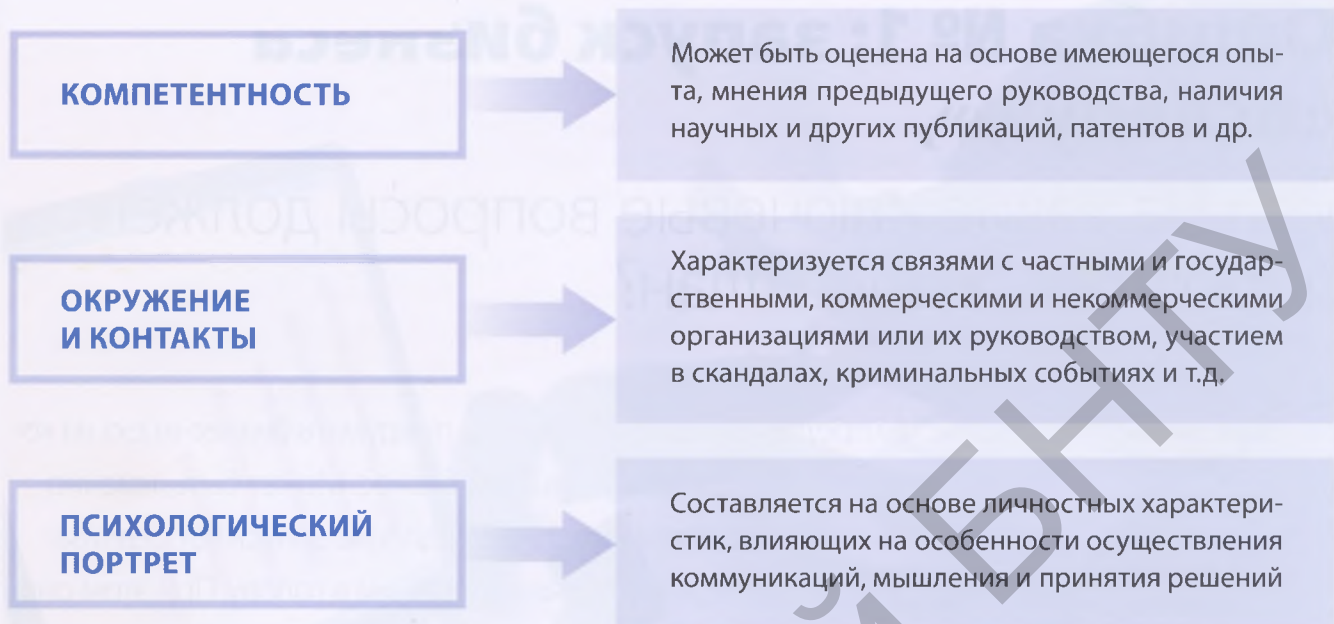 КОМПЕТЕНТНОСТЬ
Может быть оценена на основе имеющегося опы-
та, мнения предыдущего руководства, наличия
научных и других публикаций, патентов и др.
ОКРУЖЕНИЕ
И КОНТАКТЫ
Характеризуется связями с частными и государ-
ственными, коммерческими и некоммерческими
организациями или их руководством, участием
в скандалах, криминальных событиях и т.д.
ПСИХОЛОГИЧЕСКИЙ
ПОРТРЕТ
Составляется на основе личностных характери-
стик, влияющих на особенности осуществления
коммуникаций, мышления и принятия решений
БНТУ